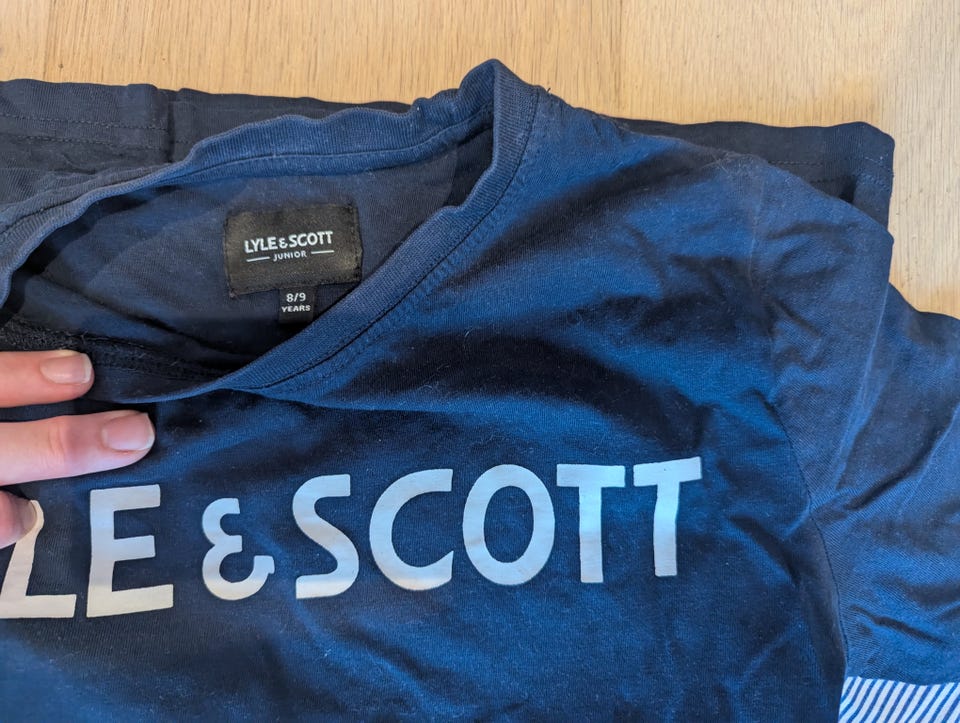 LYLE & SCOTT
JUNIOR
8/9
YEARS
LE & SCOTT